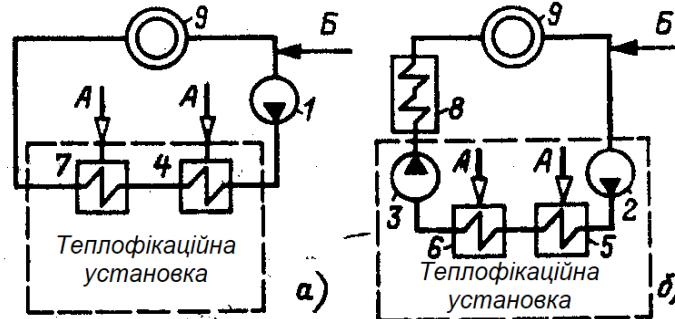 9
Б
1
А
А
7
4
Теплофікаційна
установка
а)
9
Б
8
А
А
3
2
6
5
Теплофікаційна
установка
б)